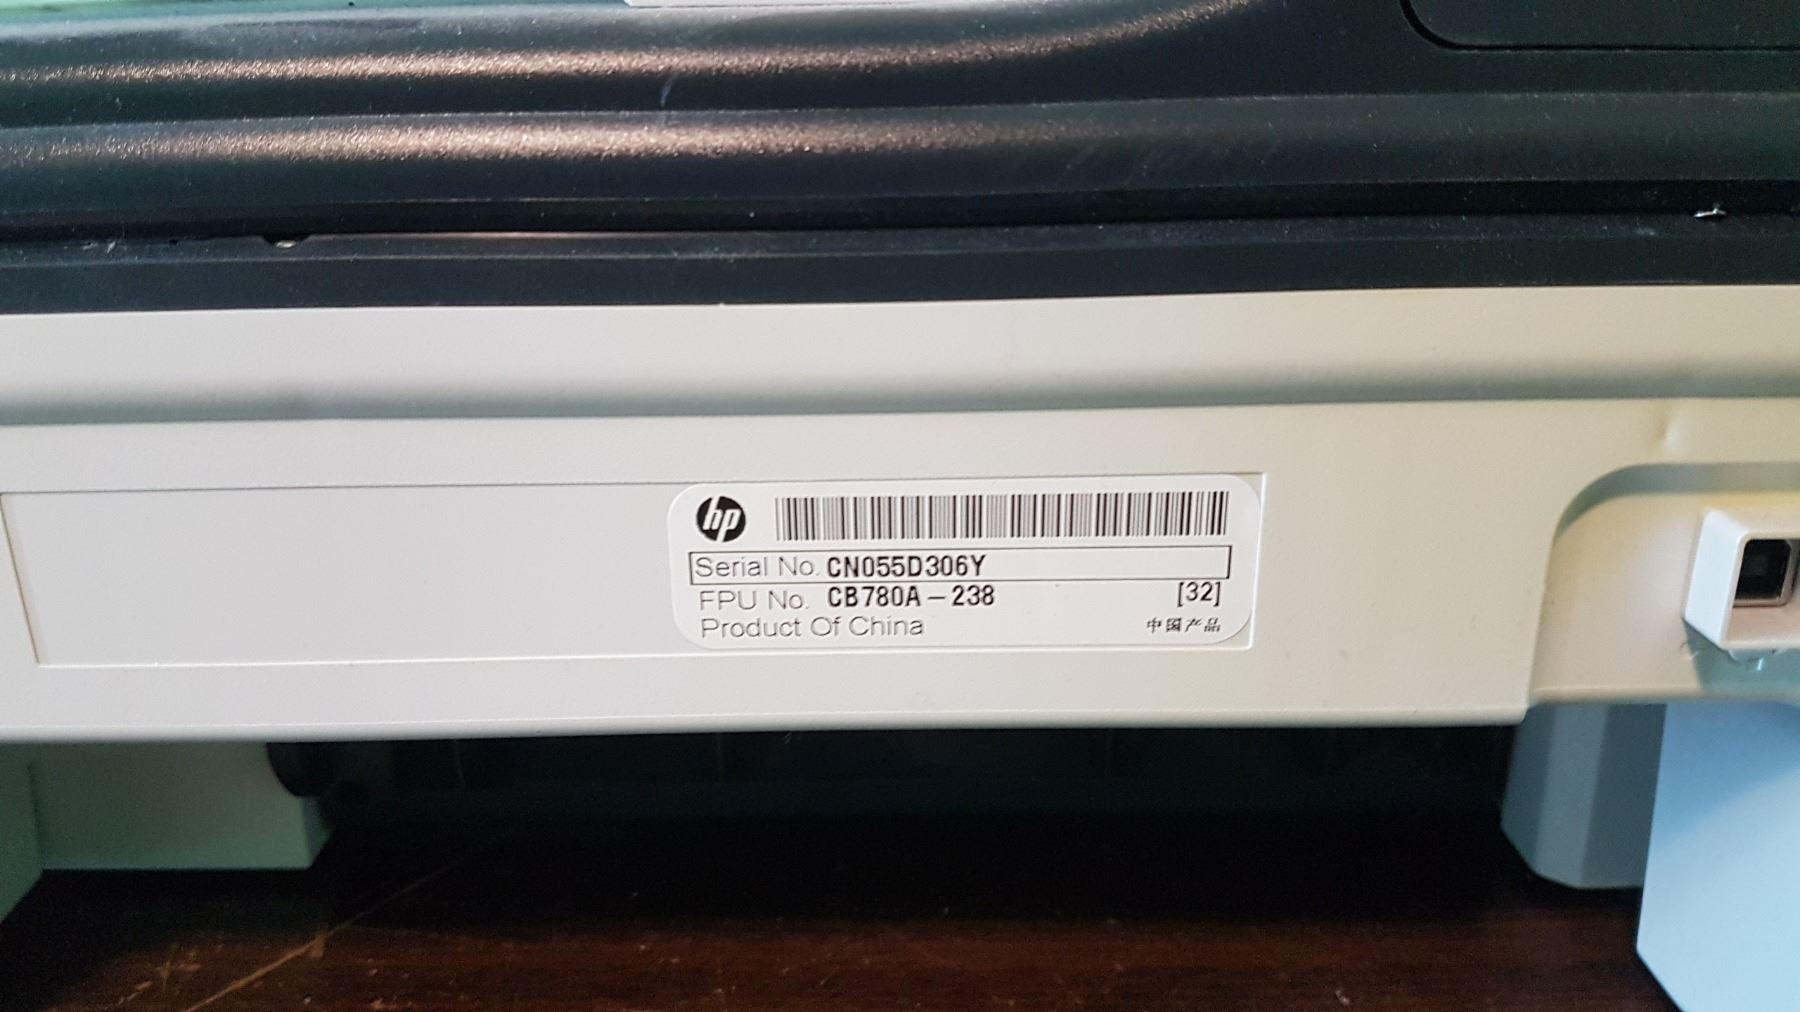 hp
Serial No. CN055D306Y
FPU No. CB780A-238 [32]
Product Of China 中国产品